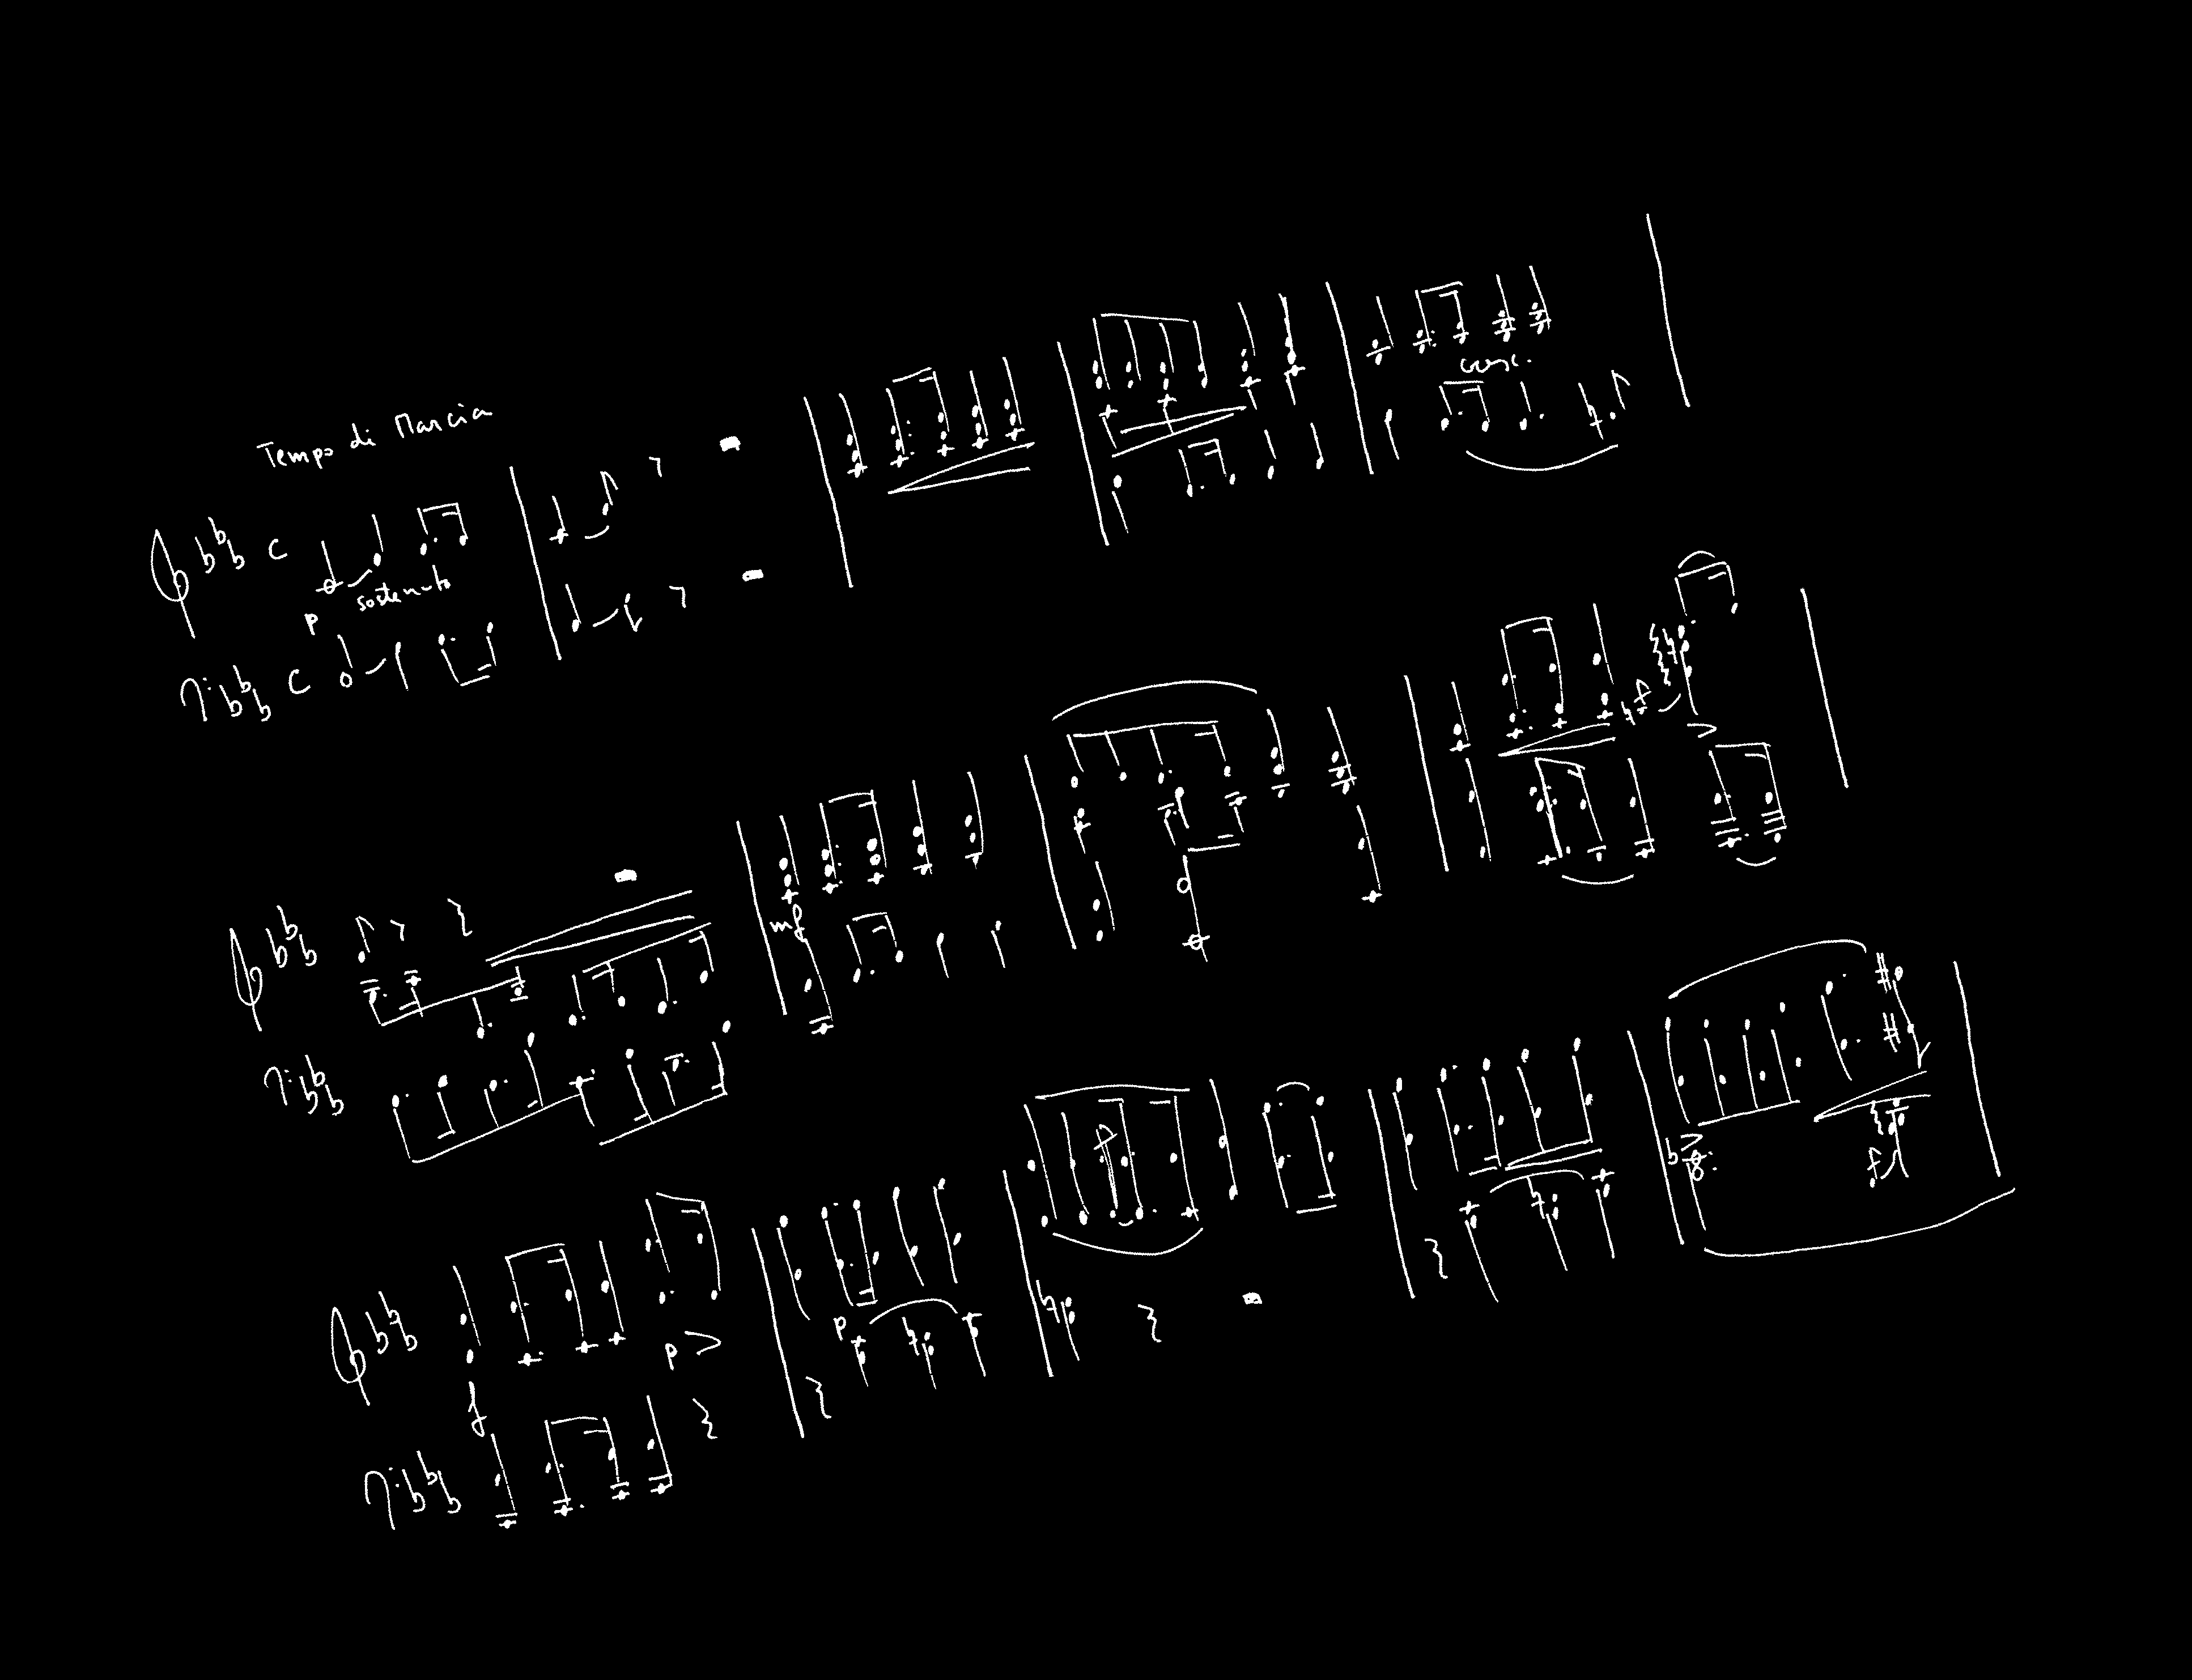 Tempo di Marcia
C
p sostenuto
C
cresc.
f
mf
p
f
p
f